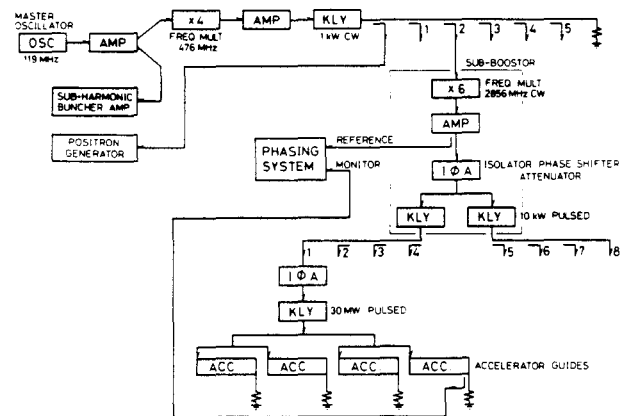 MASTER
OSCILLATOR
OSC
119 MHz
AMP
x 4
FREQ MULT
476 MHz
AMP
KLY
1 kW CW
1 2 3 4 5
SUB-HARMONIC
BUNCHER AMP
POSITRON
GENERATOR
SUB-BOOSTOR
x 6
FREQ MULT
2856 MHz CW
AMP
REFERENCE
PHASING
SYSTEM
MONITOR
I Φ A
ISOLATOR PHASE SHIFTER
ATTENUATOR
KLY
KLY
10 kW PULSED
1 2 3 4 5 6 7 8
I Φ A
KLY
30 MW PULSED
ACC ACC ACC ACC
ACCELERATOR GUIDES